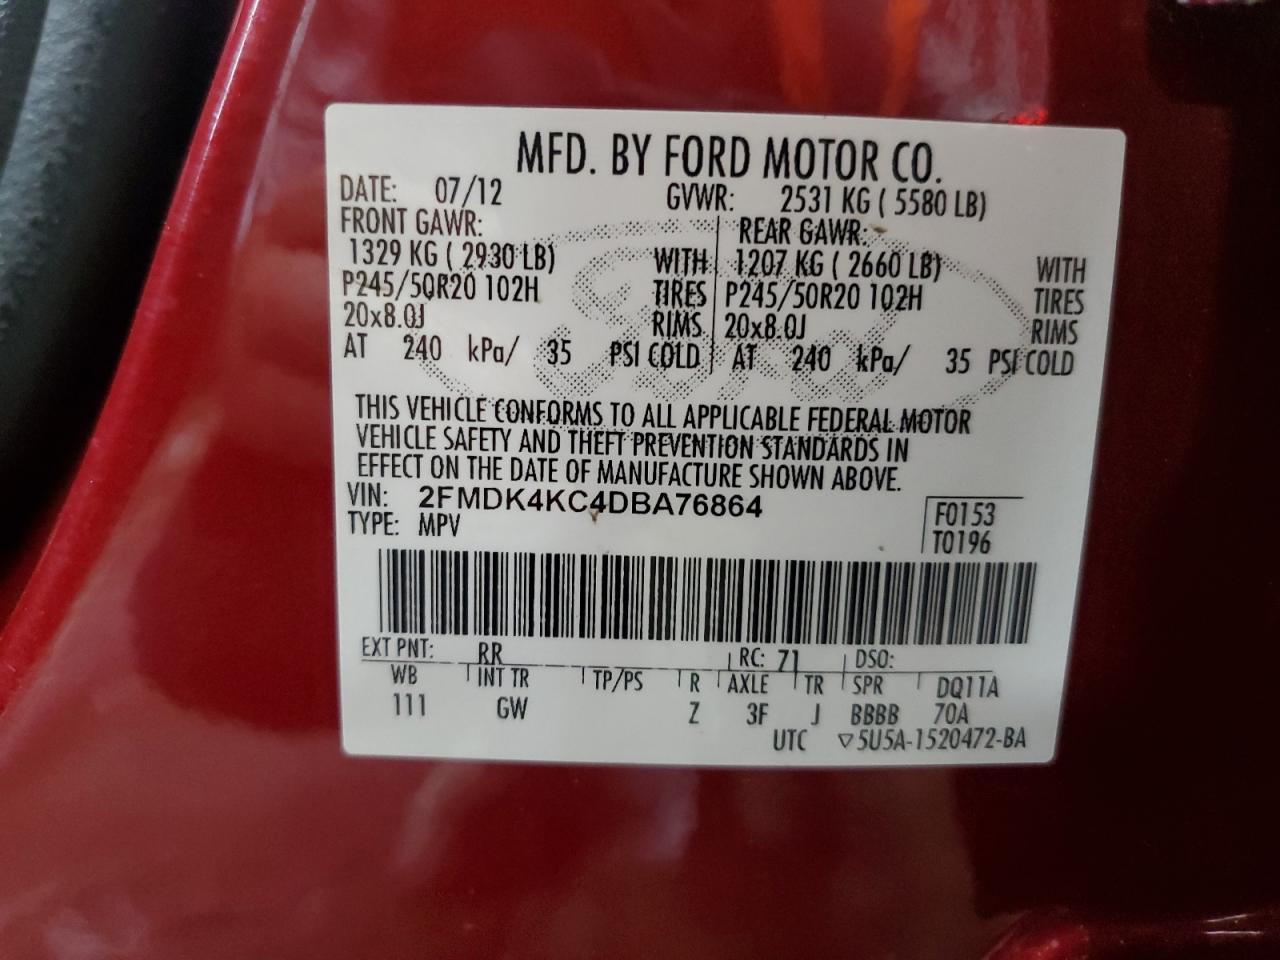 MFD. BY FORD MOTOR CO.
DATE: 07/12 GVWR: 2531 KG ( 5580 LB)
FRONT GAWR: REAR GAWR:
1329 KG ( 2930 LB) WITH 1207 KG ( 2660 LB) WITH
P245/50R20 102H TIRES P245/50R20 102H TIRES
20x8.0J RIMS 20x8.0J RIMS
AT 240 kPa/ 35 PSI COLD AT 240 kPa/ 35 PSI COLD
THIS VEHICLE CONFORMS TO ALL APPLICABLE FEDERAL MOTOR
VEHICLE SAFETY AND THEFT PREVENTION STANDARDS IN
EFFECT ON THE DATE OF MANUFACTURE SHOWN ABOVE.
VIN: 2FMDK4KC4DBA76864
TYPE: MPV
F0153
T0196
EXT PNT: RR RC: 71 DSO:
WB INT TR TP/PS R AXLE TR SPR DQ11A
111 GW Z 3F J BBBB 70A
UTC ▽5U5A-1520472-BA